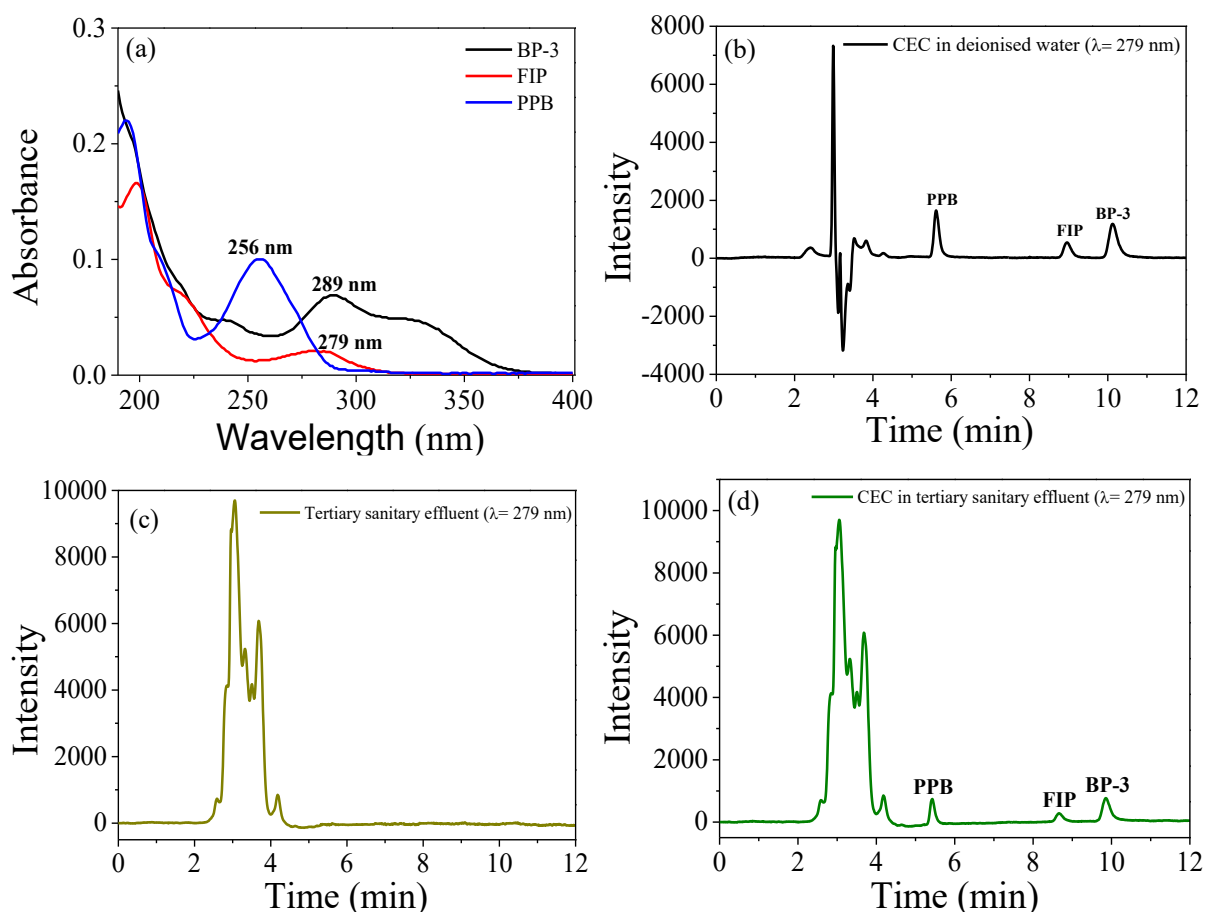 (a)
BP-3
FIP
PPB
256 nm
289 nm
279 nm
0.3
0.2
0.1
0.0
Absorbance
200
250
300
350
400
Wavelength (nm)
(b)
CEC in deionised water (λ= 279 nm)
PPB
FIP
BP-3
8000
6000
4000
2000
0
-2000
-4000
Intensity
0
2
4
6
8
10
12
Time (min)
(c)
Tertiary sanitary effluent (λ= 279 nm)
10000
8000
6000
4000
2000
0
Intensity
0
2
4
6
8
10
12
Time (min)
(d)
CEC in tertiary sanitary effluent (λ= 279 nm)
PPB
FIP
BP-3
10000
8000
6000
4000
2000
0
Intensity
0
2
4
6
8
10
12
Time (min)